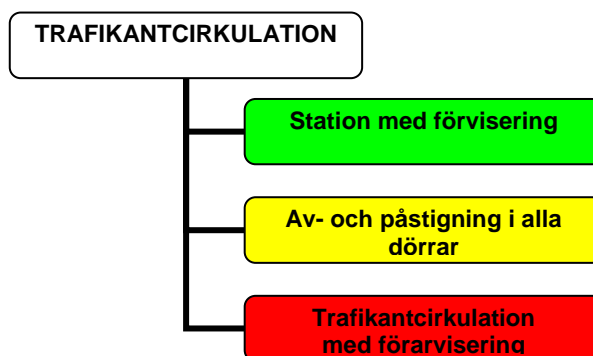 TRAFIKANTCIRKULATION
Station med förvisering
Av- och påstigning i alla
dörrar
Trafikantcirkulation
med förarvisering